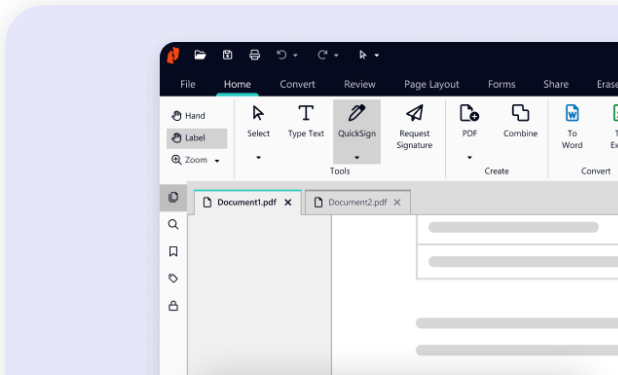 File Home Convert Review Page Layout Forms Share
Hand
Label
Zoom
Select
Type Text
QuickSign
Request
Signature
Tools
PDF
Combine
Create
To
Word
Convert
Document1.pdf
Document2.pdf